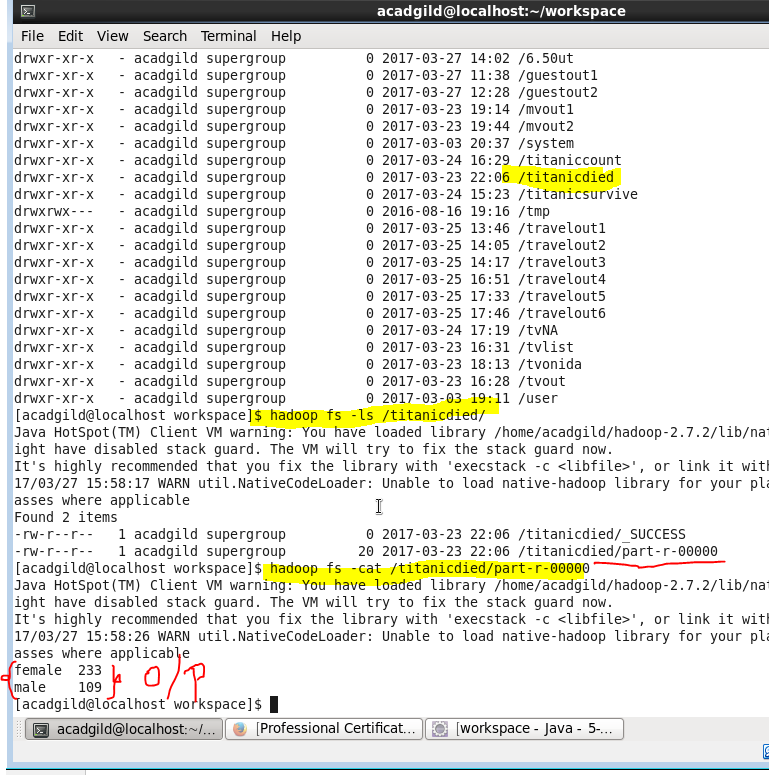 acadgild@localhost:~/workspace
File Edit View Search Terminal Help
drwxr-xr-x   - acadgild supergroup          0 2017-03-27 14:02 /6.50ut
drwxr-xr-x   - acadgild supergroup          0 2017-03-27 11:38 /guestout1
drwxr-xr-x   - acadgild supergroup          0 2017-03-27 12:28 /guestout2
drwxr-xr-x   - acadgild supergroup          0 2017-03-23 19:14 /mvout1
drwxr-xr-x   - acadgild supergroup          0 2017-03-23 19:44 /mvout2
drwxr-xr-x   - acadgild supergroup          0 2017-03-03 20:37 /system
drwxr-xr-x   - acadgild supergroup          0 2017-03-24 16:29 /titaniccount
drwxr-xr-x   - acadgild supergroup          0 2017-03-23 22:06 /titanicdied
drwxr-xr-x   - acadgild supergroup          0 2017-03-24 15:23 /titanicsurvive
drwxrwx---   - acadgild supergroup          0 2016-08-16 19:16 /tmp
drwxr-xr-x   - acadgild supergroup          0 2017-03-25 13:46 /travelout1
drwxr-xr-x   - acadgild supergroup          0 2017-03-25 14:05 /travelout2
drwxr-xr-x   - acadgild supergroup          0 2017-03-25 14:17 /travelout3
drwxr-xr-x   - acadgild supergroup          0 2017-03-25 16:51 /travelout4
drwxr-xr-x   - acadgild supergroup          0 2017-03-25 17:33 /travelout5
drwxr-xr-x   - acadgild supergroup          0 2017-03-25 17:46 /travelout6
drwxr-xr-x   - acadgild supergroup          0 2017-03-24 17:19 /tvNA
drwxr-xr-x   - acadgild supergroup          0 2017-03-23 16:31 /tvlist
drwxr-xr-x   - acadgild supergroup          0 2017-03-23 18:13 /tvonida
drwxr-xr-x   - acadgild supergroup          0 2017-03-23 16:28 /tvout
drwxr-xr-x   - acadgild supergroup          0 2017-03-03 19:11 /user
[acadgild@localhost workspace]$ hadoop fs -ls /titanicdied/
Java HotSpot(TM) Client VM warning: You have loaded library /home/acadgild/hadoop-2.7.2/lib/nat
ight have disabled stack guard. The VM will try to fix the stack guard now.
It's highly recommended that you fix the library with 'execstack -c <libfile>', or link it with
17/03/27 15:58:17 WARN util.NativeCodeLoader: Unable to load native-hadoop library for your pla
asses where applicable
Found 2 items
-rw-r--r--   1 acadgild supergroup          0 2017-03-23 22:06 /titanicdied/_SUCCESS
-rw-r--r--   1 acadgild supergroup         20 2017-03-23 22:06 /titanicdied/part-r-00000
[acadgild@localhost workspace]$ hadoop fs -cat /titanicdied/part-r-00000
Java HotSpot(TM) Client VM warning: You have loaded library /home/acadgild/hadoop-2.7.2/lib/nat
ight have disabled stack guard. The VM will try to fix the stack guard now.
It's highly recommended that you fix the library with 'execstack -c <libfile>', or link it with
17/03/27 15:58:26 WARN util.NativeCodeLoader: Unable to load native-hadoop library for your pla
asses where applicable
female  233
male    109
O/P
[acadgild@localhost workspace]$
acadgild@localhost:~/... [Professional Certificat... [workspace - Java - 5-...